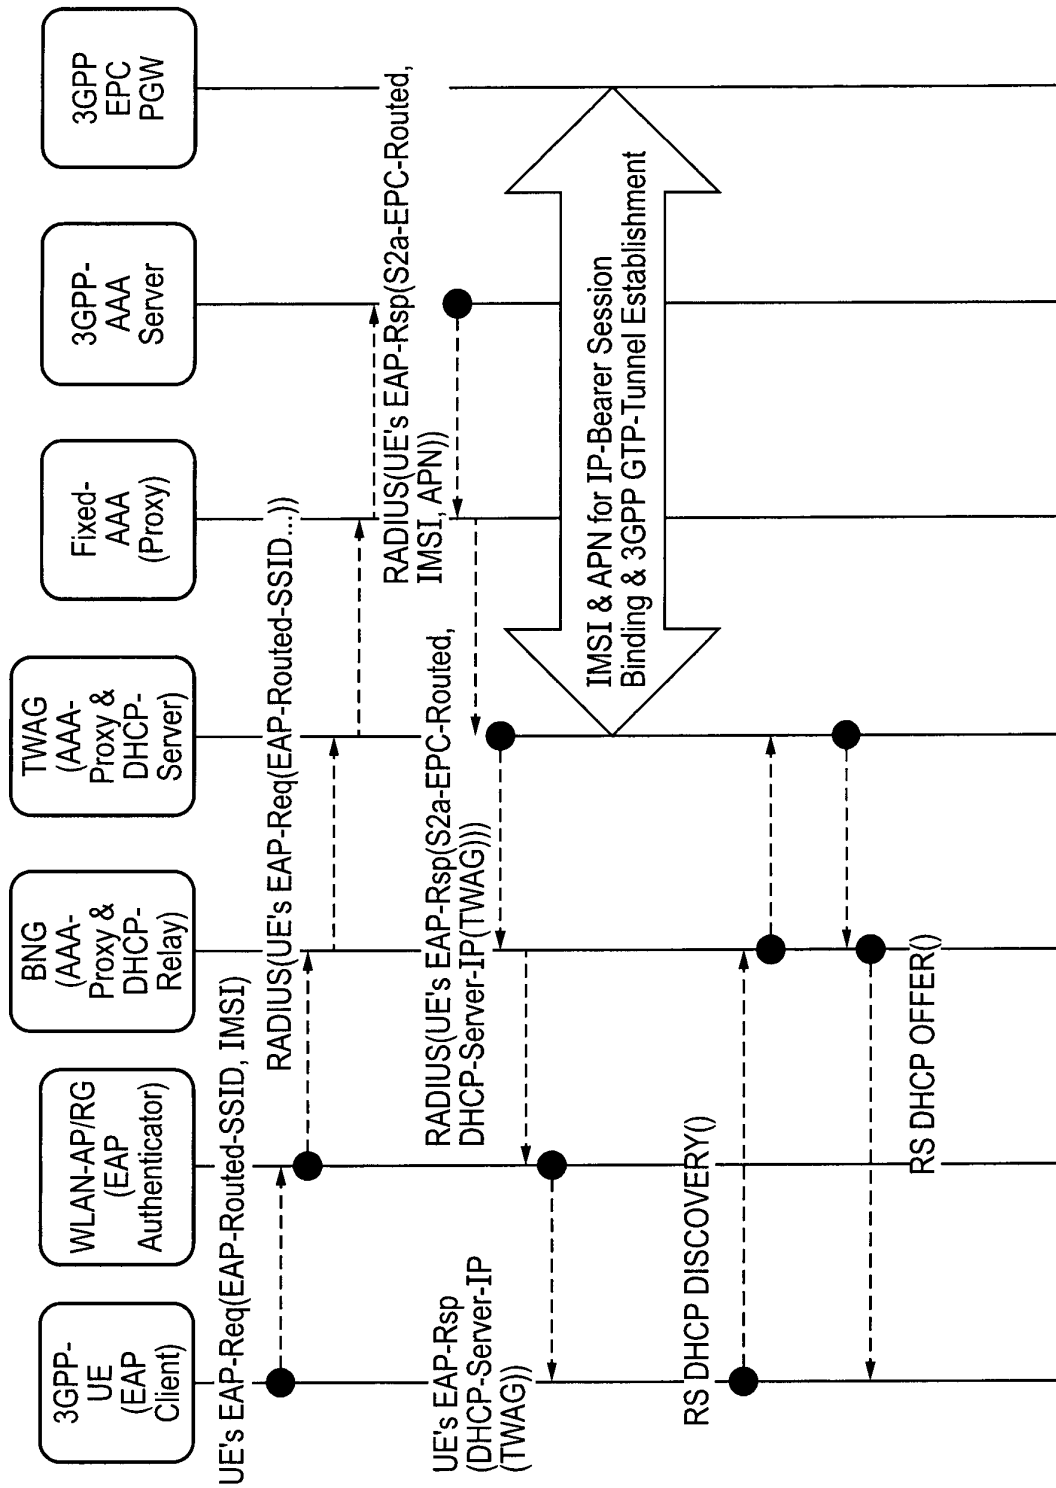 3GPP-
UE
(EAP
Client)
WLAN-AP/RG
(EAP
Authenticator)
BNG
(AAA-
Proxy &
DHCP-
Relay)
TWAG
(AAA-
Proxy &
DHCP-
Server)
Fixed-
AAA
(Proxy)
3GPP-
AAA
Server
3GPP
EPC
PGW
UE's EAP-Req(EAP-Routed-SSID, IMSI)
RADIUS(UE's EAP-Req(EAP-Routed-SSID...))
RADIUS(UE's EAP-Rsp(S2a-EPC-Routed,
IMSI, APN))
RADIUS(UE's EAP-Rsp(S2a-EPC-Routed,
DHCP-Server-IP(TWAG)))
UE's EAP-Rsp
(DHCP-Server-IP
(TWAG))
IMSI & APN for IP-Bearer Session
Binding & 3GPP GTP-Tunnel Establishment
RS DHCP DISCOVERY()
RS DHCP OFFER()